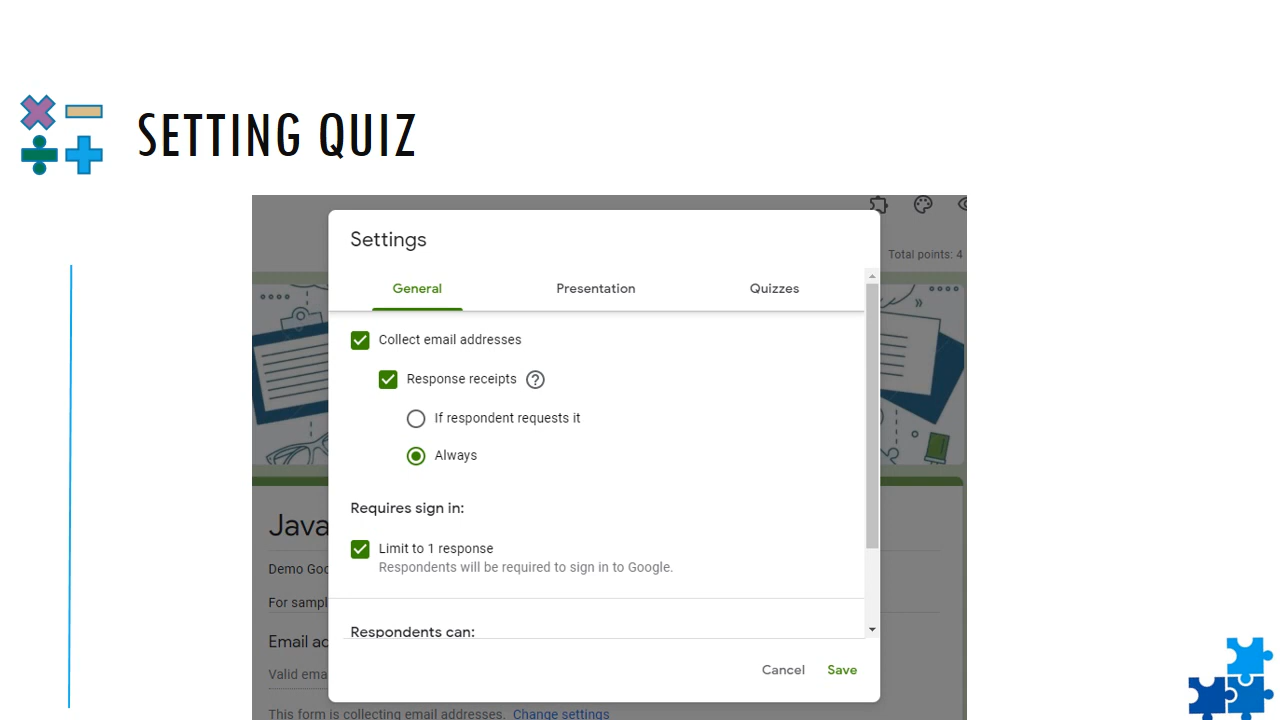 SETTING QUIZ
Total points: 4
Settings
General Presentation Quizzes
Collect email addresses
Response receipts
If respondent requests it
Always
Requires sign in:
Limit to 1 response
Respondents will be required to sign in to Google.
Respondents can:
Cancel Save
Java
Demo Goo
For sampl
Email ad
Valid ema
This form is collecting email addresses. Change settings